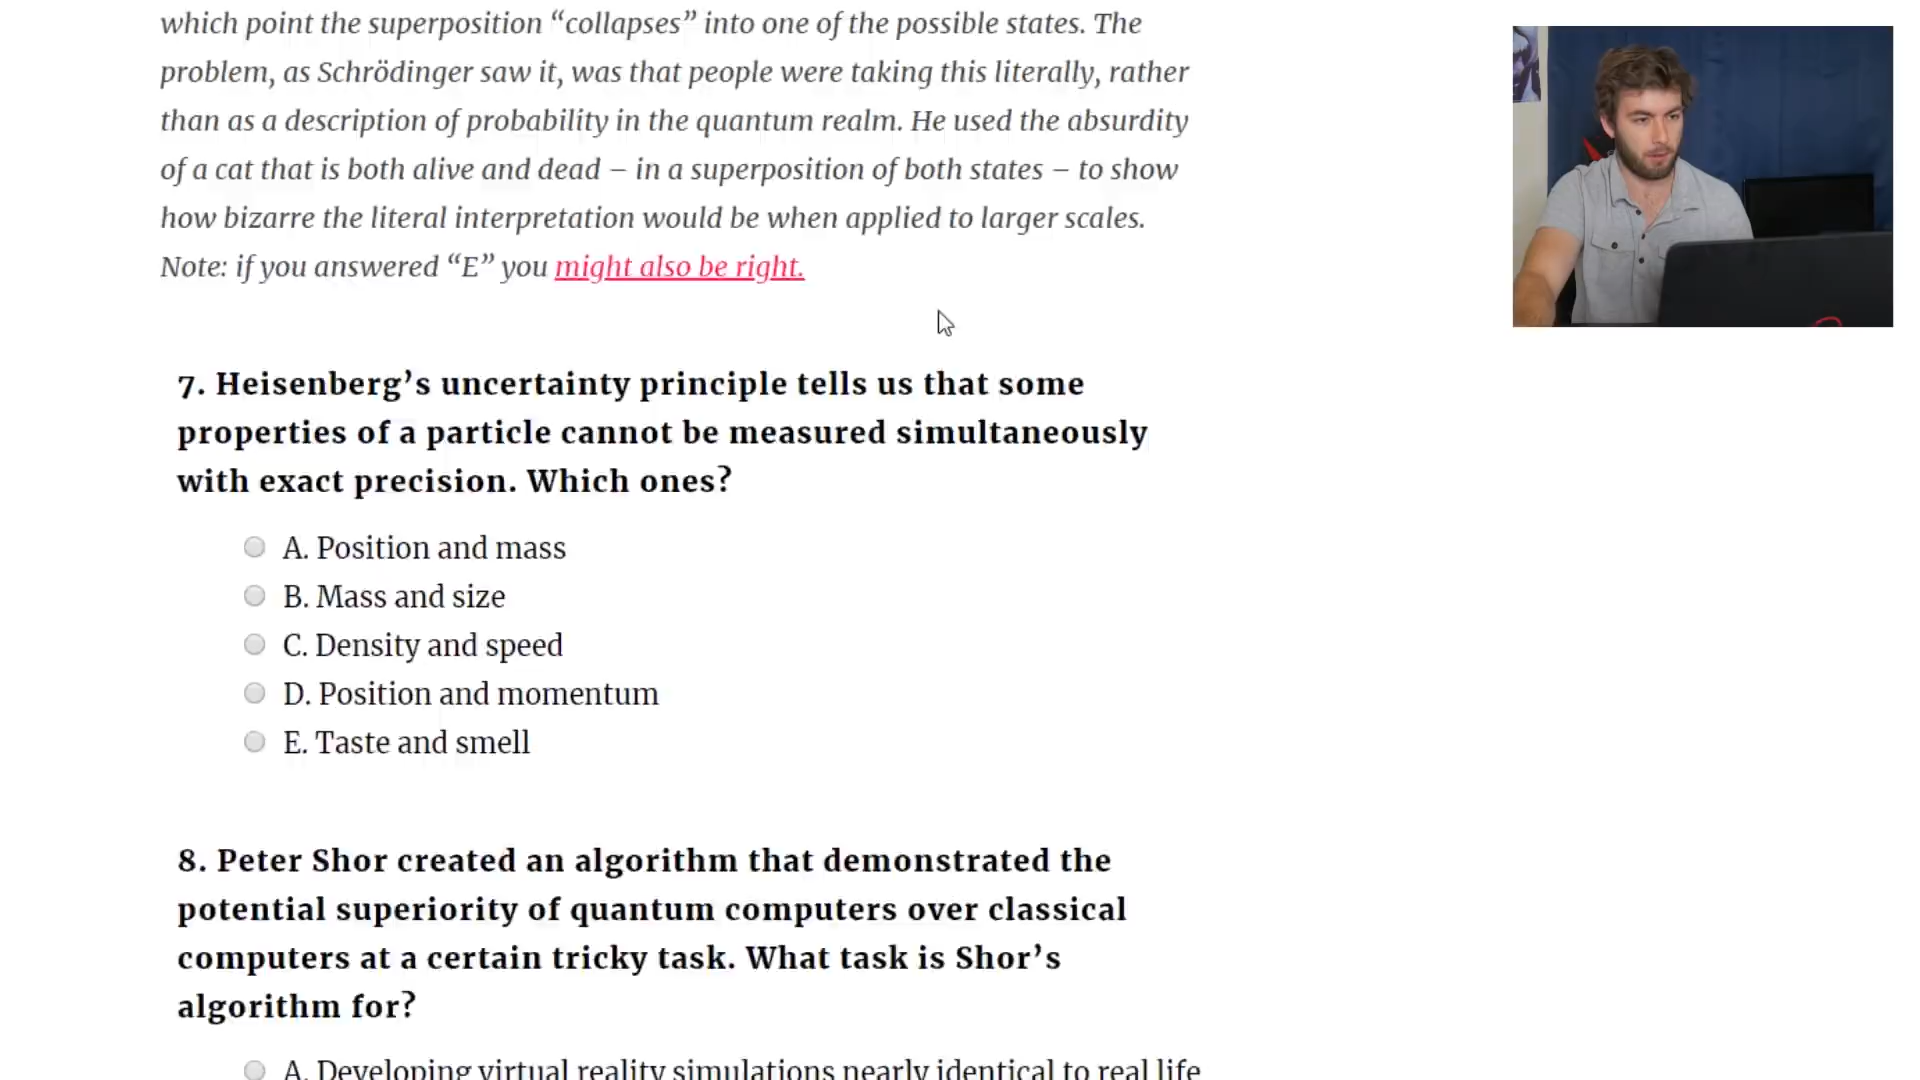 which point the superposition “collapses” into one of the possible states. The
problem, as Schrödinger saw it, was that people were taking this literally, rather
than as a description of probability in the quantum realm. He used the absurdity
of a cat that is both alive and dead – in a superposition of both states – to show
how bizarre the literal interpretation would be when applied to larger scales.
Note: if you answered “E” you might also be right.
7. Heisenberg’s uncertainty principle tells us that some
properties of a particle cannot be measured simultaneously
with exact precision. Which ones?
A. Position and mass
B. Mass and size
C. Density and speed
D. Position and momentum
E. Taste and smell
8. Peter Shor created an algorithm that demonstrated the
potential superiority of quantum computers over classical
computers at a certain tricky task. What task is Shor’s
algorithm for?
A. Developing virtual reality simulations nearly identical to real life